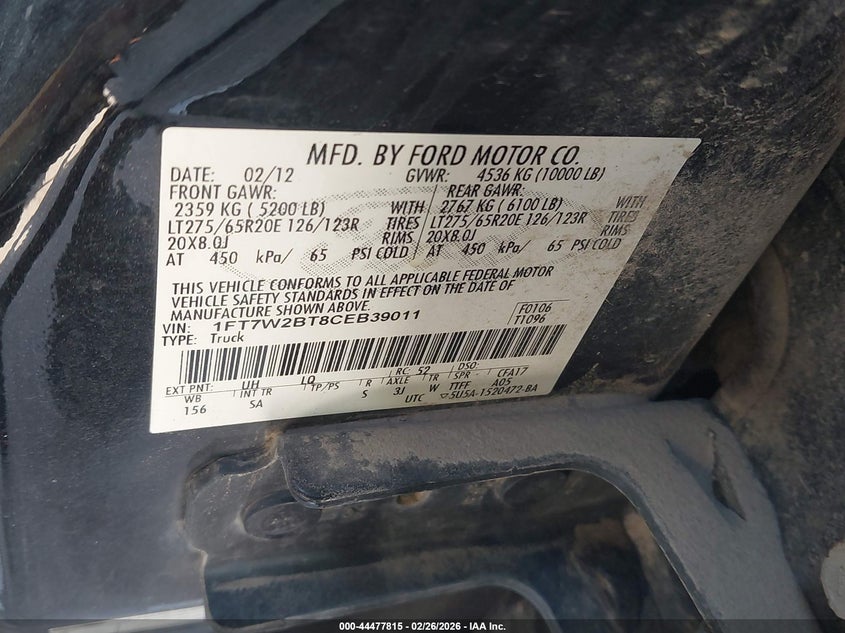 MFD. BY FORD MOTOR CO.
DATE: 02/12 GVWR: 4536 KG (10000 LB)
FRONT GAWR: REAR GAWR:
2359 KG ( 5200 LB) WITH 2767 KG ( 6100 LB) WITH
LT275/65R20E 126/123R TIRES LT275/65R20E 126/123R TIRES
20X8.0J RIMS 20X8.0J RIMS
AT 450 kPa/ 65 PSI COLD AT 450 kPa/ 65 PSI COLD
THIS VEHICLE CONFORMS TO ALL APPLICABLE FEDERAL MOTOR
VEHICLE SAFETY STANDARDS IN EFFECT ON THE DATE OF
MANUFACTURE SHOWN ABOVE.
VIN: 1FT7W2BT8CEB39011 F0106
TYPE: Truck T1096
EXT PNT: UH LQ RC: 52 DSO:
WB INT TR TP/PS R AXLE TR SPR CFA17
156 SA S 3J W TTFF A05
UTC 5U5A-1520472-BA
000-44477815 - 02/26/2026 - IAA Inc.